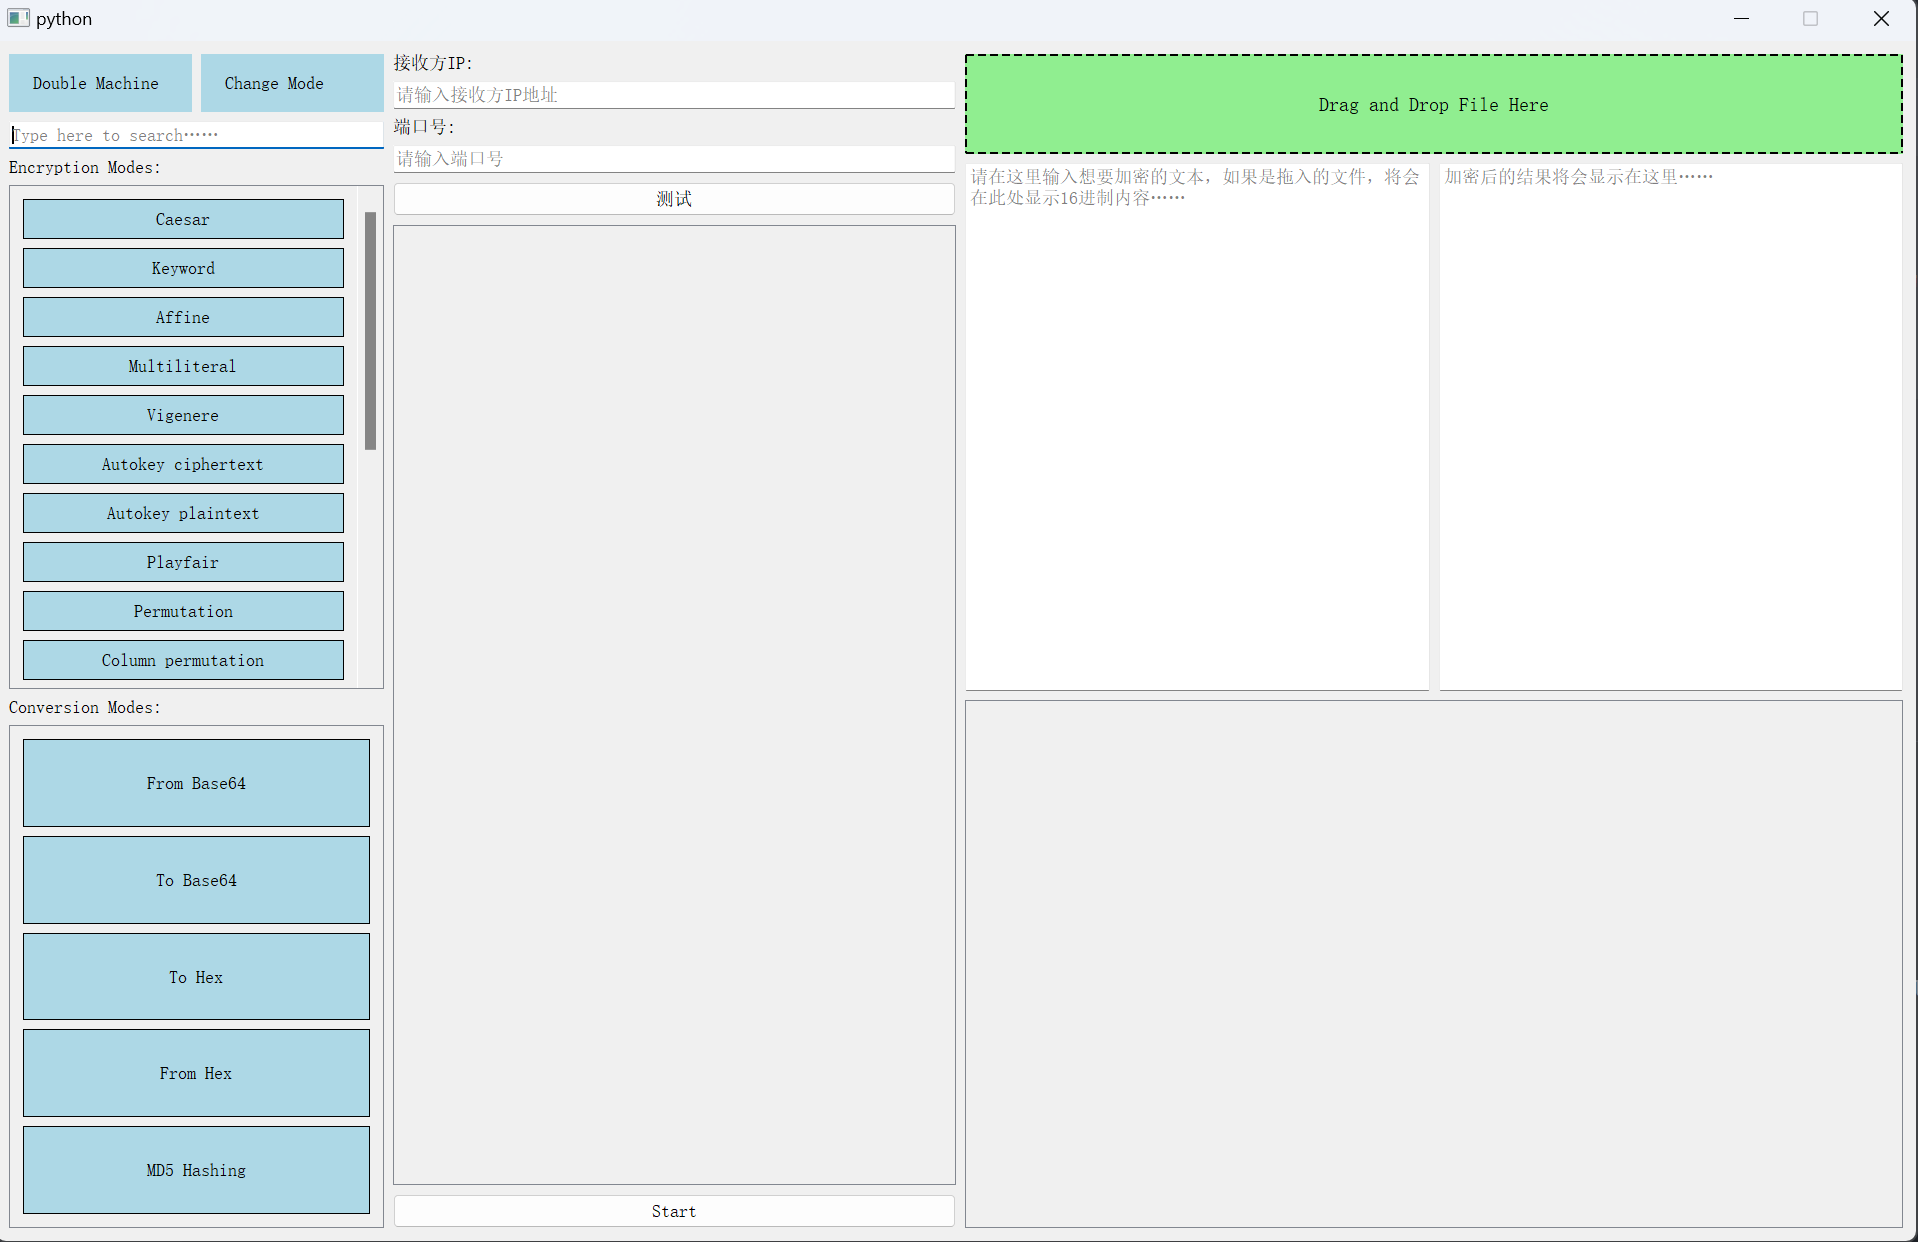 python
Double Machine
Change Mode
Type here to search……
Encryption Modes:
Caesar
Keyword
Affine
Multiliteral
Vigenere
Autokey ciphertext
Autokey plaintext
Playfair
Permutation
Column permutation
Conversion Modes:
From Base64
To Base64
To Hex
From Hex
MD5 Hashing
接收方IP:
请输入接收方IP地址
端口号:
请输入端口号
测试
Start
Drag and Drop File Here
请在这里输入想要加密的文本，如果是拖入的文件，将会
在此处显示16进制内容……
加密后的结果将会显示在这里……